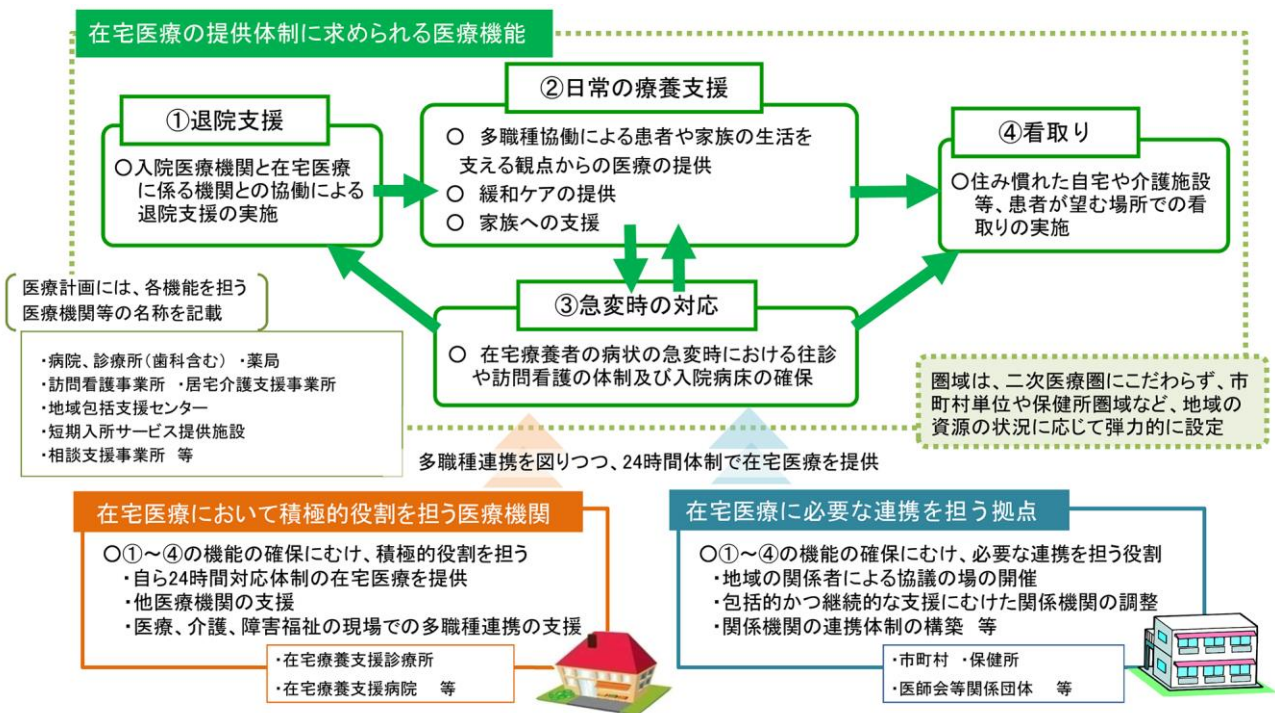 在宅医療の提供体制に求められる医療機能
①退院支援
○入院医療機関と在宅医療
に係る機関との協働による
退院支援の実施
②日常の療養支援
○ 多職種協働による患者や家族の生活を
支える観点からの医療の提供
○ 緩和ケアの提供
○ 家族への支援
④看取り
○住み慣れた自宅や介護施設
等、患者が望む場所での看
取りの実施
③急変時の対応
○ 在宅療養者の病状の急変時における往診
や訪問看護の体制及び入院病床の確保
医療計画には、各機能を担う
医療機関等の名称を記載
・病院、診療所(歯科含む) ・薬局
・訪問看護事業所 ・居宅介護支援事業所
・地域包括支援センター
・短期入所サービス提供施設
・相談支援事業所 等
圏域は、二次医療圏にこだわらず、市
町村単位や保健所圏域など、地域の
資源の状況に応じて弾力的に設定
多職種連携を図りつつ、24時間体制で在宅医療を提供
在宅医療において積極的役割を担う医療機関
○①～④の機能の確保にむけ、積極的役割を担う
・自ら24時間対応体制の在宅医療を提供
・他医療機関の支援
・医療、介護、障害福祉の現場での多職種連携の支援
・在宅療養支援診療所
・在宅療養支援病院 等
在宅医療に必要な連携を担う拠点
○①～④の機能の確保にむけ、必要な連携を担う役割
・地域の関係者による協議の場の開催
・包括的かつ継続的な支援にむけた関係機関の調整
・関係機関の連携体制の構築 等
・市町村 ・保健所
・医師会等関係団体 等